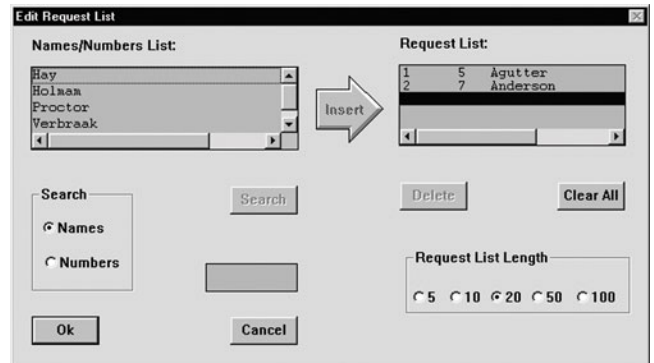 Edit Request List
Names/Numbers List:
Hay
Holmam
Proctor
Verbraak
Insert
Request List:
1 5 Agutter
2 7 Anderson
Search
Names
Numbers
Search
Delete
Clear All
Request List Length
5 10 20 50 100
Ok
Cancel